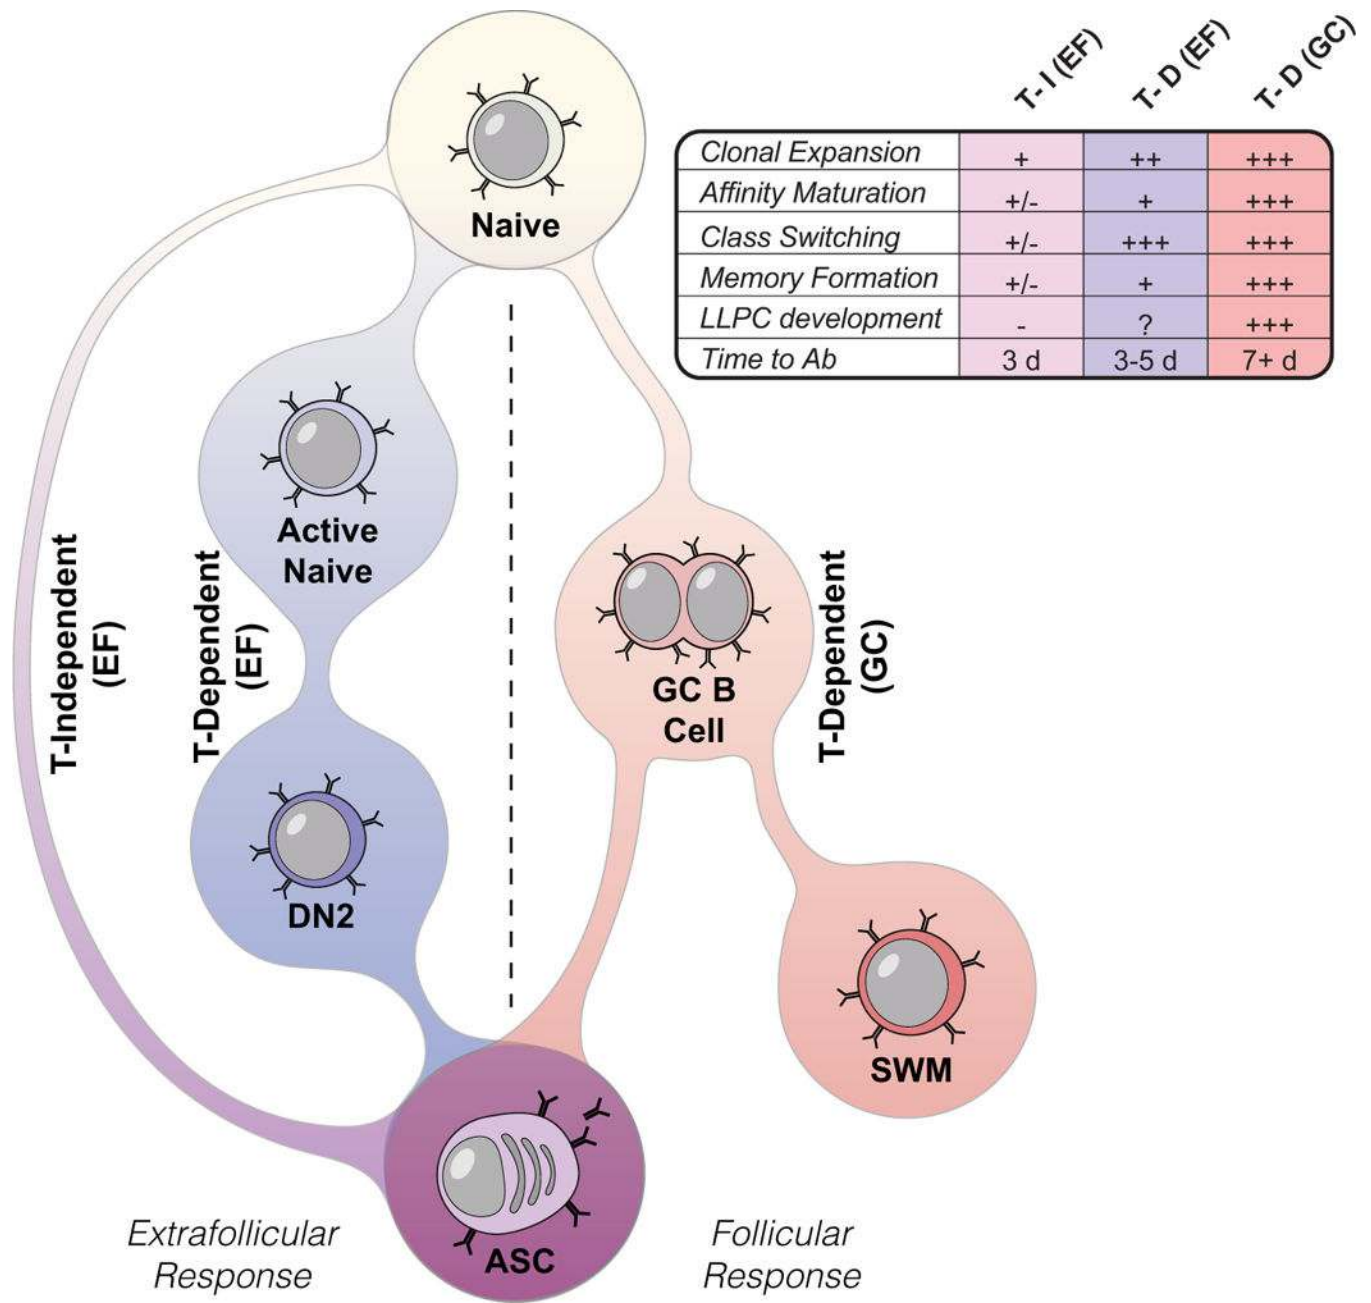 T- I (EF)
T- D (EF)
T- D (GC)
Clonal Expansion + ++ +++
Affinity Maturation +/- + +++
Class Switching +/- +++ +++
Memory Formation +/- + +++
LLPC development - ? +++
Time to Ab 3 d 3-5 d 7+ d
Naive
Active
Naive
T-Independent
(EF)
T-Dependent
(EF)
GC B
Cell
T-Dependent
(GC)
DN2
SWM
ASC
Extrafollicular
Response
Follicular
Response